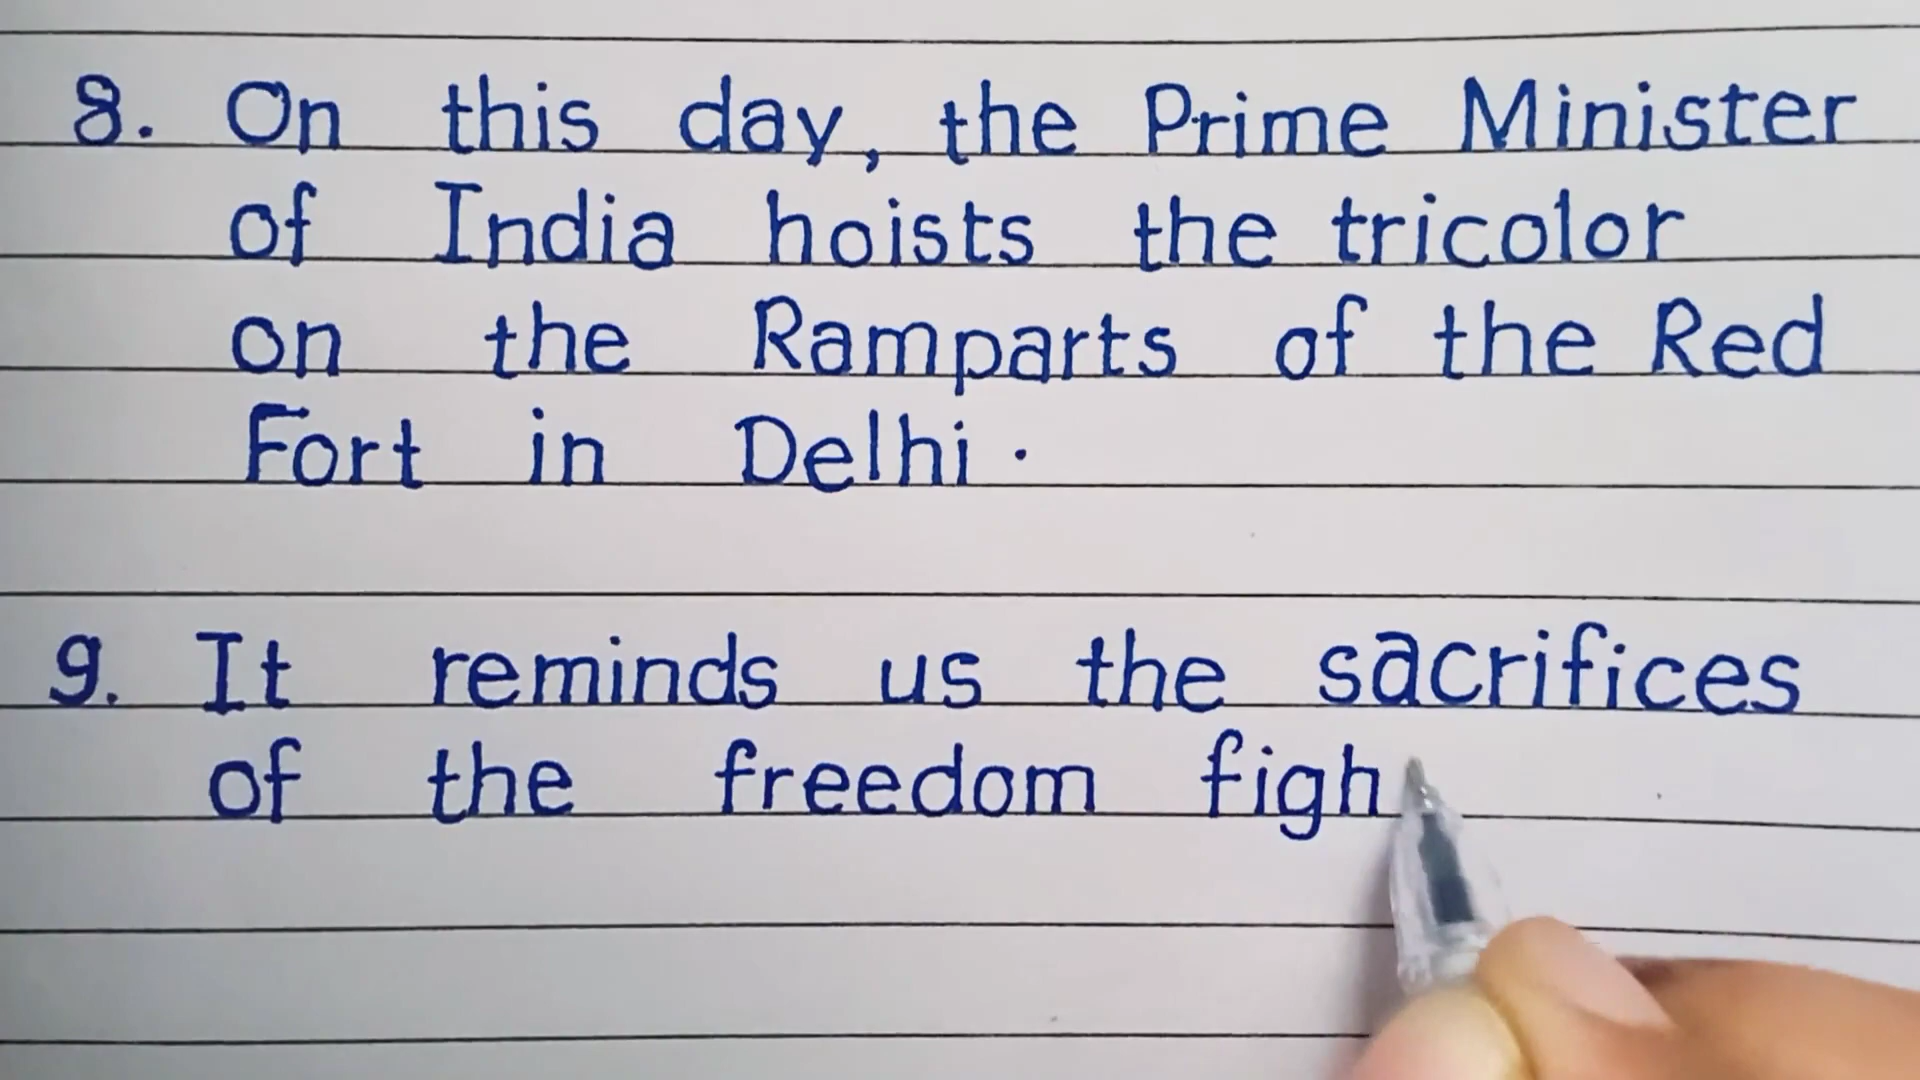 8. On this day, the Prime Minister
of India hoists the tricolor
on the Ramparts of the Red
Fort in Delhi.
9. It reminds us the sacrifices
of the freedom figh